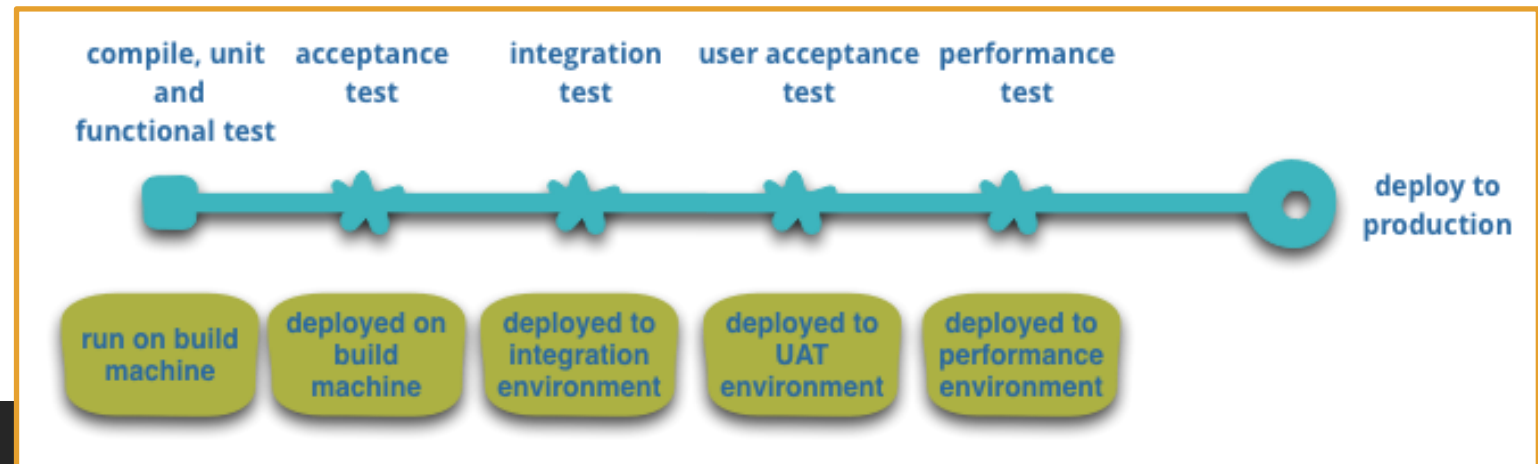 compile, unit
and
functional test
acceptance
test
integration
test
user acceptance
test
performance
test
deploy to
production
run on build
machine
deployed on
build
machine
deployed to
integration
environment
deployed to
UAT
environment
deployed to
performance
environment